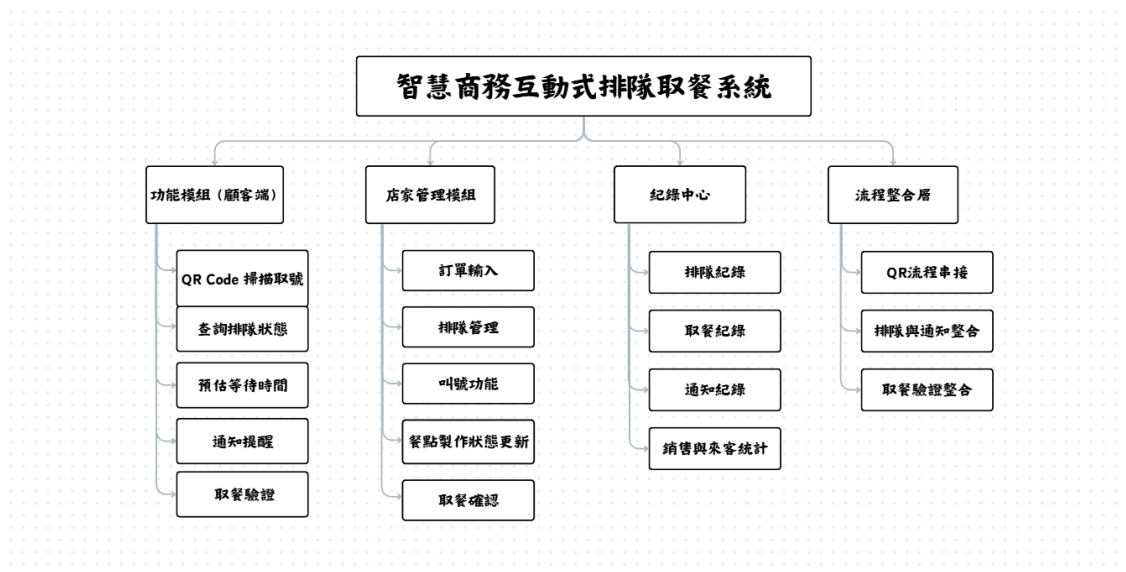 智慧商務互動式排隊取餐系統
功能模組 (顧客端)
QR Code 掃描取號
查詢排隊狀態
預估等待時間
通知提醒
取餐驗證
店家管理模組
訂單輸入
排隊管理
叫號功能
餐點製作狀態更新
取餐確認
紀錄中心
排隊紀錄
取餐紀錄
通知紀錄
銷售與來客統計
流程整合層
QR流程串接
排隊與通知整合
取餐驗證整合